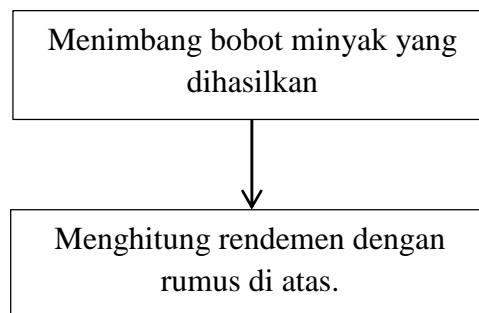 Menimbang bobot minyak yang
dihasilkan
Menghitung rendemen dengan
rumus di atas.